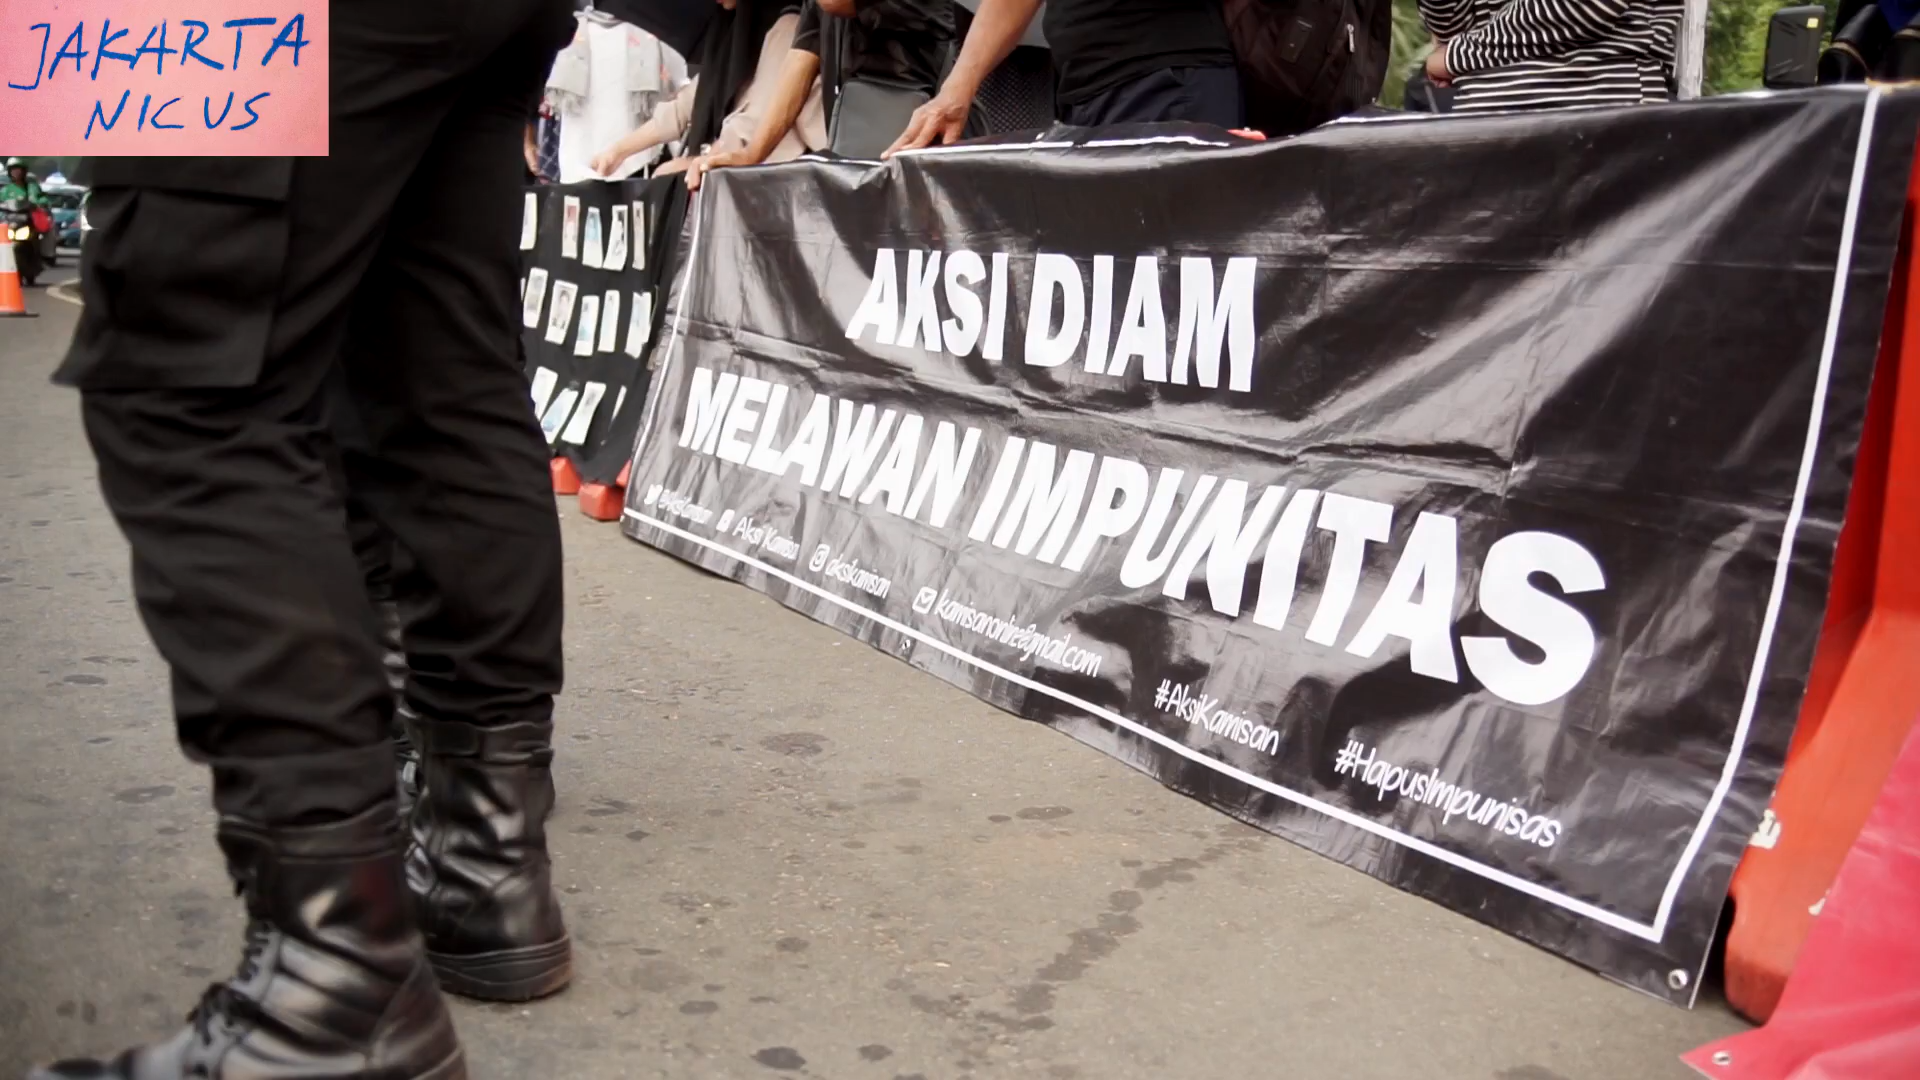 JAKARTA
NICUS
AKSI DIAM
MELAWAN IMPUNITAS
Aksi Kamisan
aksikamisan
kamisanonline@gmail.com
#AksiKamisan
#HapusImpunisas